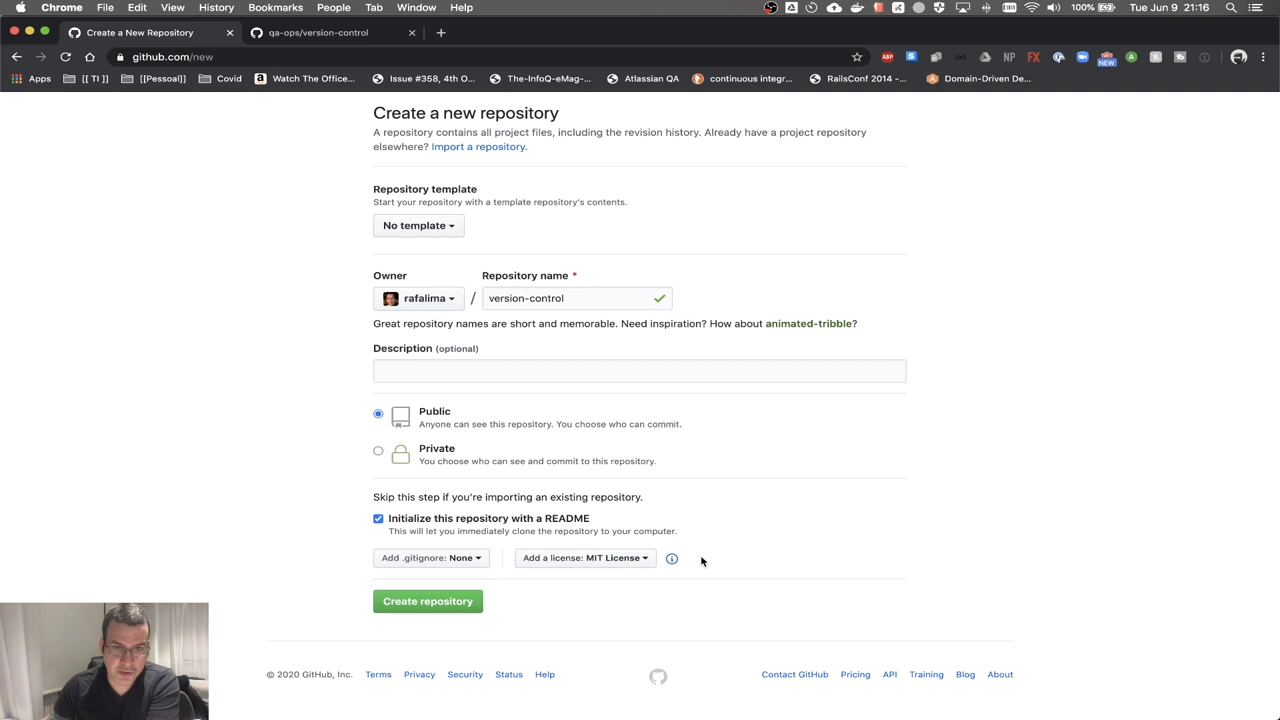 Chrome File Edit View History Bookmarks People Tab Window Help
100% 21:15
Create a New Repository
qa-ops/version-control
github.com/new
ABP
NP
FX
NEW
A
Apps
[[ TI ]]
[[Pessoal]]
Covid
Watch The Office...
Issue #358, 4th O...
The-InfoQ-eMag-...
Atlassian QA
continuous integr...
RailsConf 2014 -...
Domain-Driven De...
Create a new repository
A repository contains all project files, including the revision history. Already have a project repository
elsewhere? Import a repository.
Repository template
Start your repository with a template repository's contents.
No template
Owner
Repository name *
rafalima
/
version-control
Great repository names are short and memorable. Need inspiration? How about animated-tribble?
Description (optional)
Public
Anyone can see this repository. You choose who can commit.
Private
You choose who can see and commit to this repository.
Skip this step if you're importing an existing repository.
Initialize this repository with a README
This will let you immediately clone the repository to your computer.
Add .gitignore: None
Add a license: MIT License
Create repository
© 2020 GitHub, Inc. Terms Privacy Security Status Help
Contact GitHub Pricing API Training Blog About